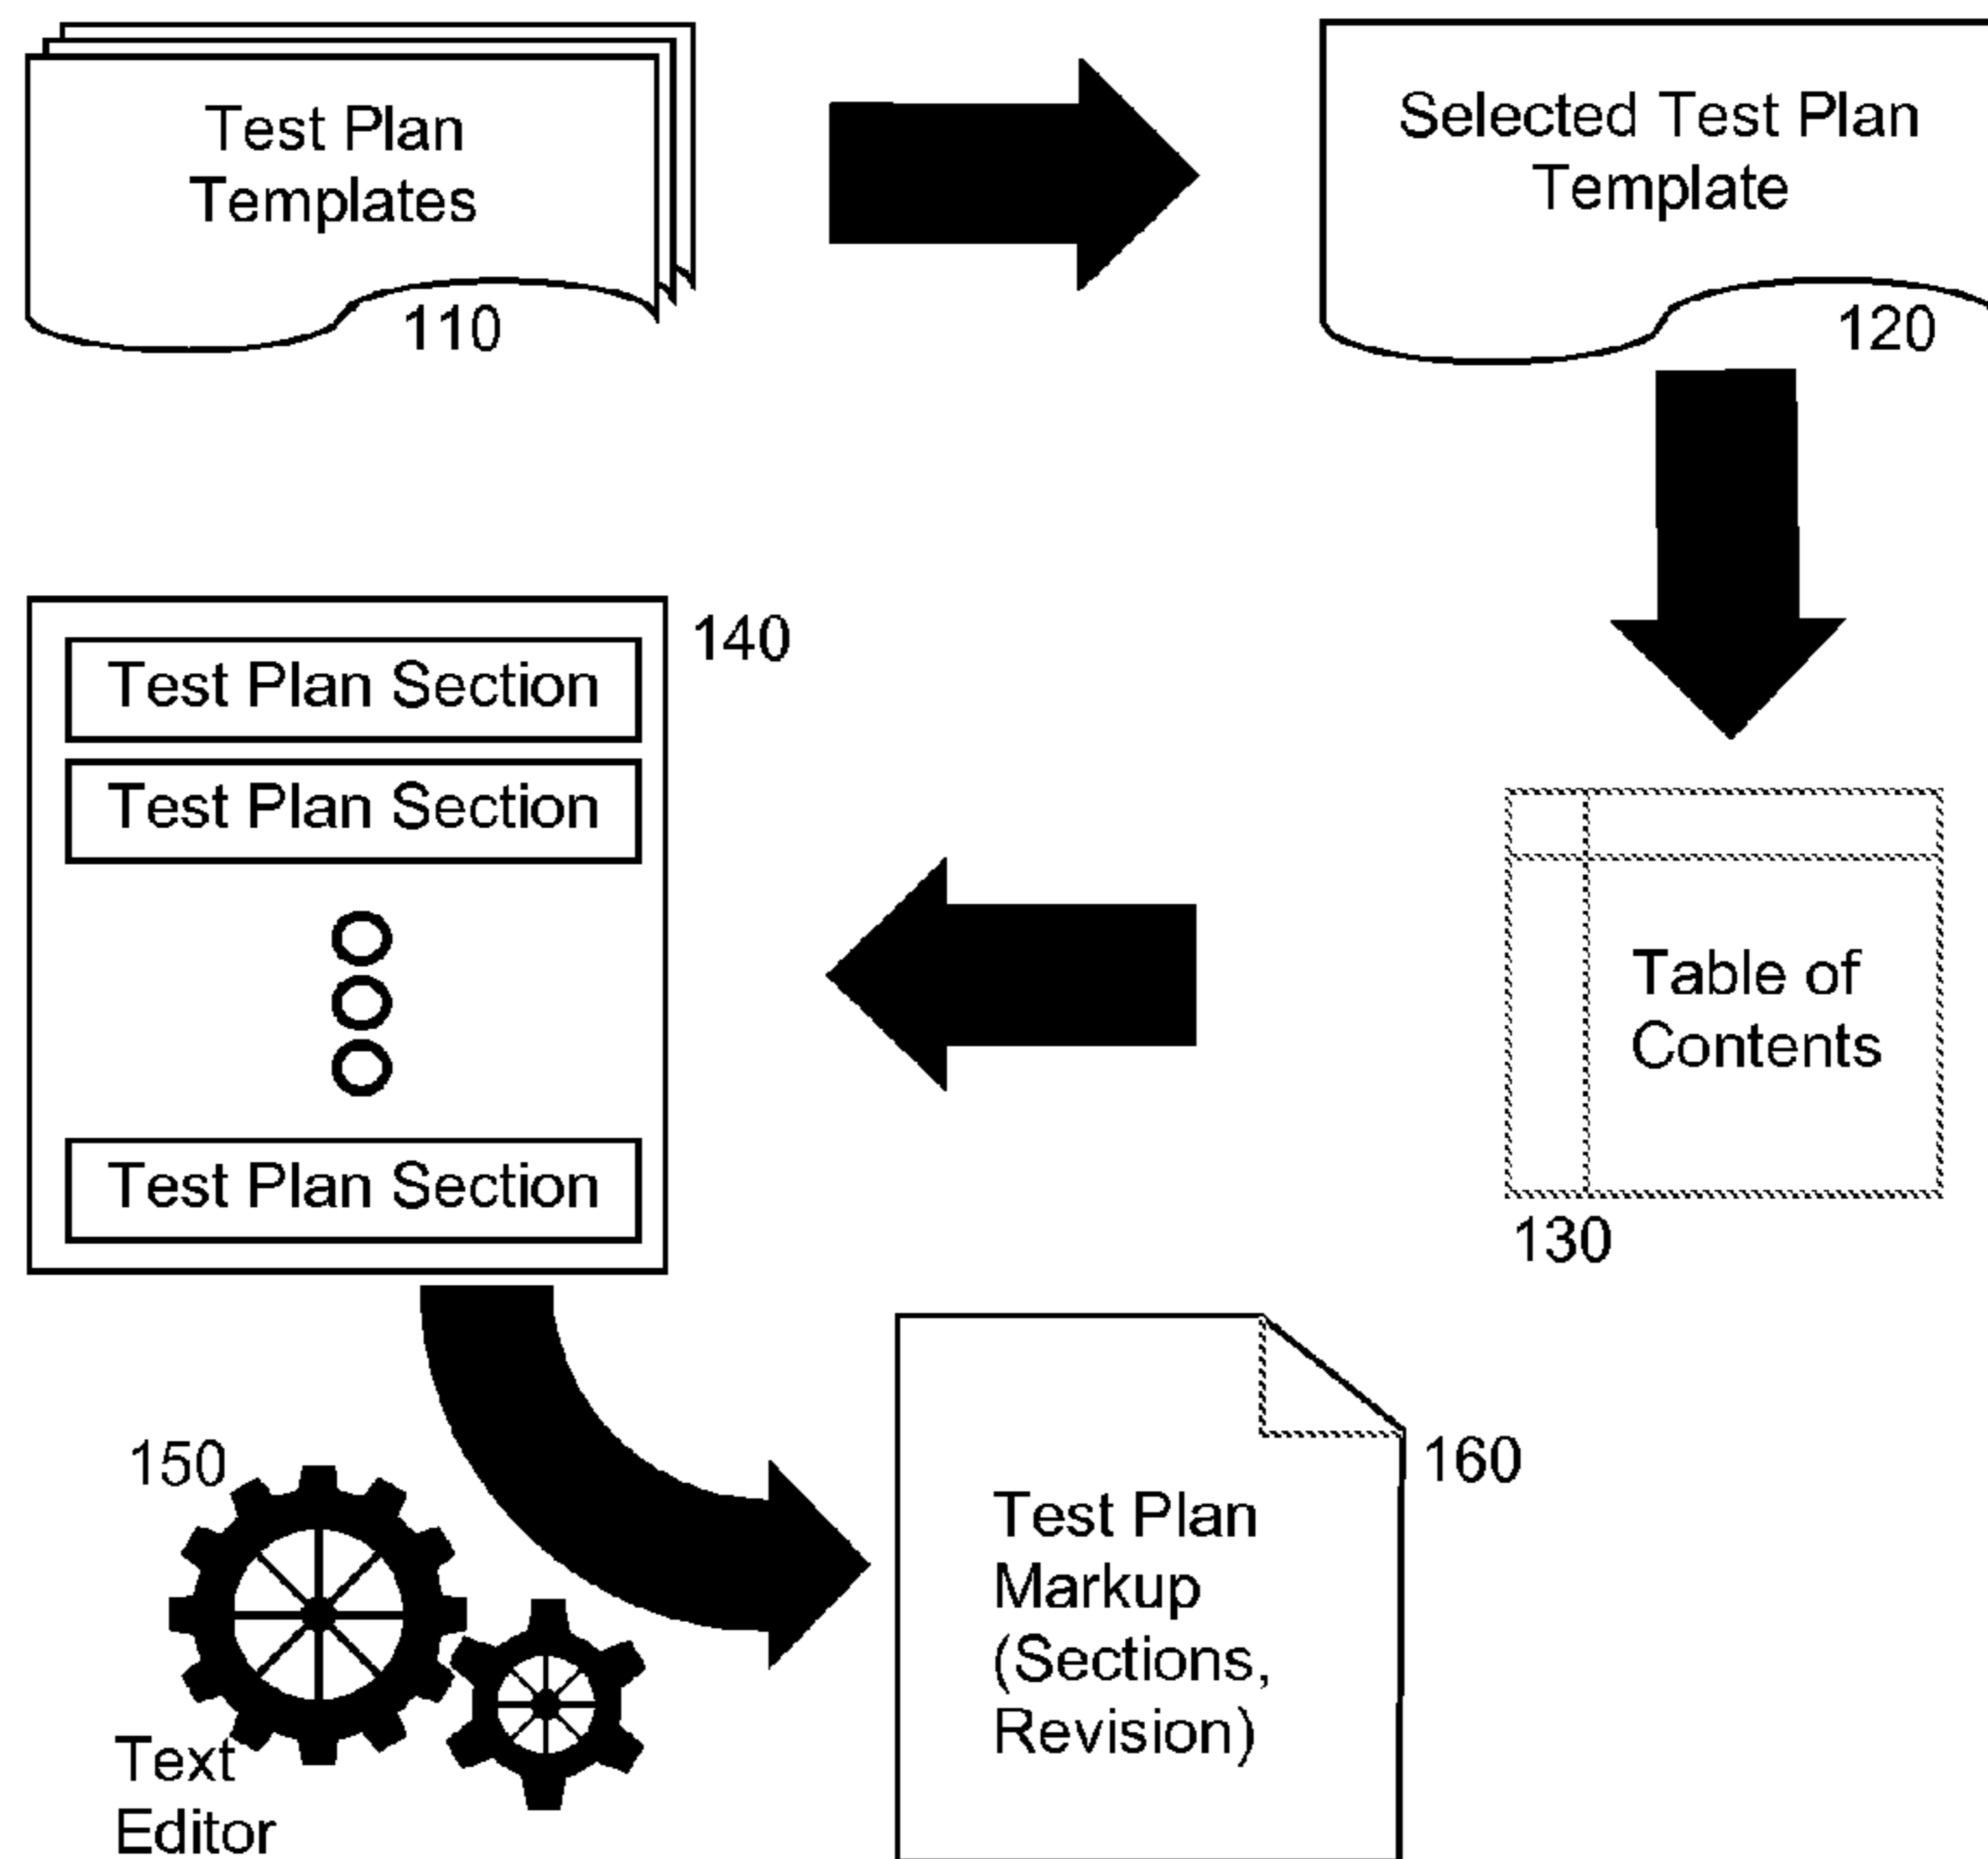 Test Plan
Templates
110
Selected Test Plan
Template
120
140
Test Plan Section
Test Plan Section
Test Plan Section
Table of
Contents
130
150
Text
Editor
160
Test Plan
Markup
(Sections,
Revision)